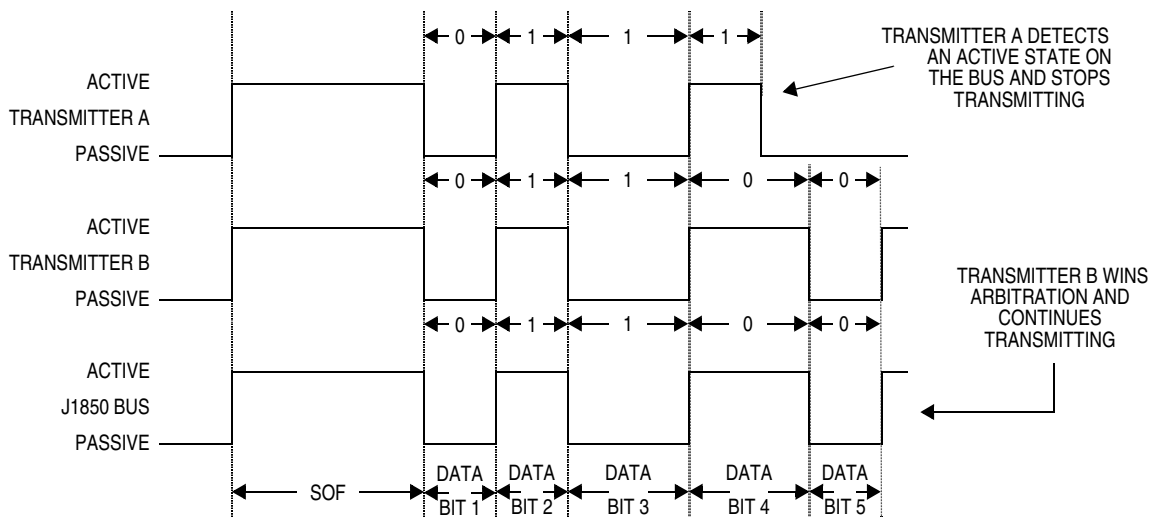 0 1 1 1
TRANSMITTER A DETECTS
AN ACTIVE STATE ON
THE BUS AND STOPS
TRANSMITTING
ACTIVE
TRANSMITTER A
PASSIVE
0 1 1 0 0
ACTIVE
TRANSMITTER B
PASSIVE
TRANSMITTER B WINS
ARBITRATION AND
CONTINUES
TRANSMITTING
0 1 1 0 0
ACTIVE
J1850 BUS
PASSIVE
SOF
DATA
BIT 1
DATA
BIT 2
DATA
BIT 3
DATA
BIT 4
DATA
BIT 5